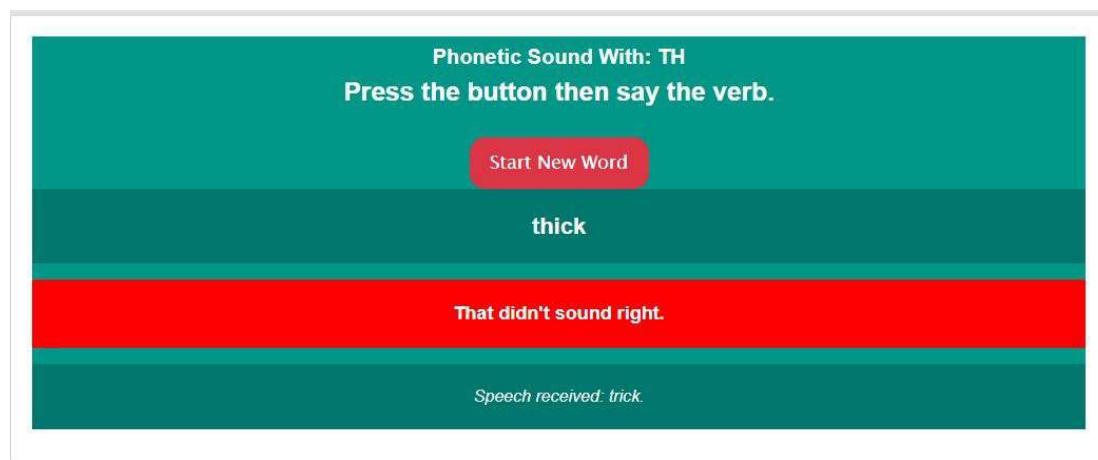 Phonetic Sound With: TH
Press the button then say the verb.
Start New Word
thick
That didn't sound right.
Speech received: trick.